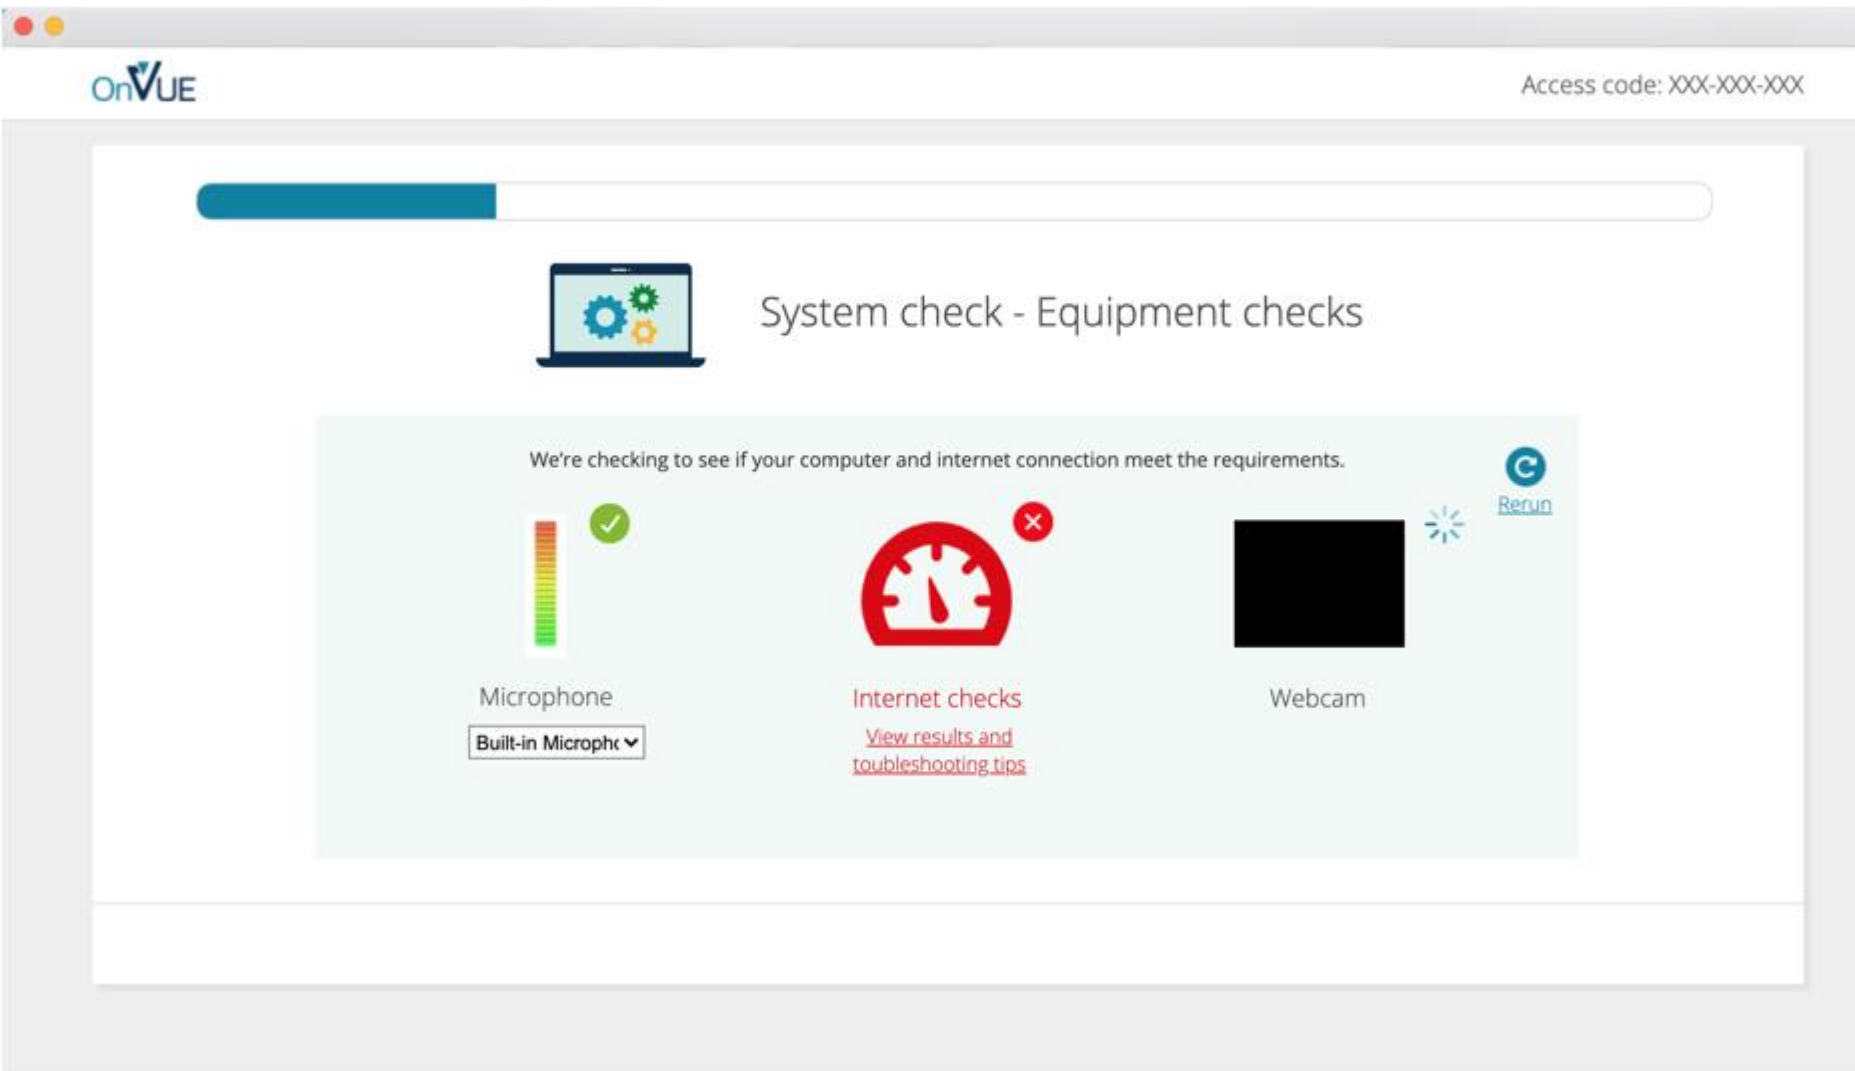 OnVUE
Access code: XXX-XXX-XXX
System check - Equipment checks
We're checking to see if your computer and internet connection meet the requirements.
Rerun
Microphone
Built-in Microphc
Internet checks
View results and
toubleshooting tips
Webcam